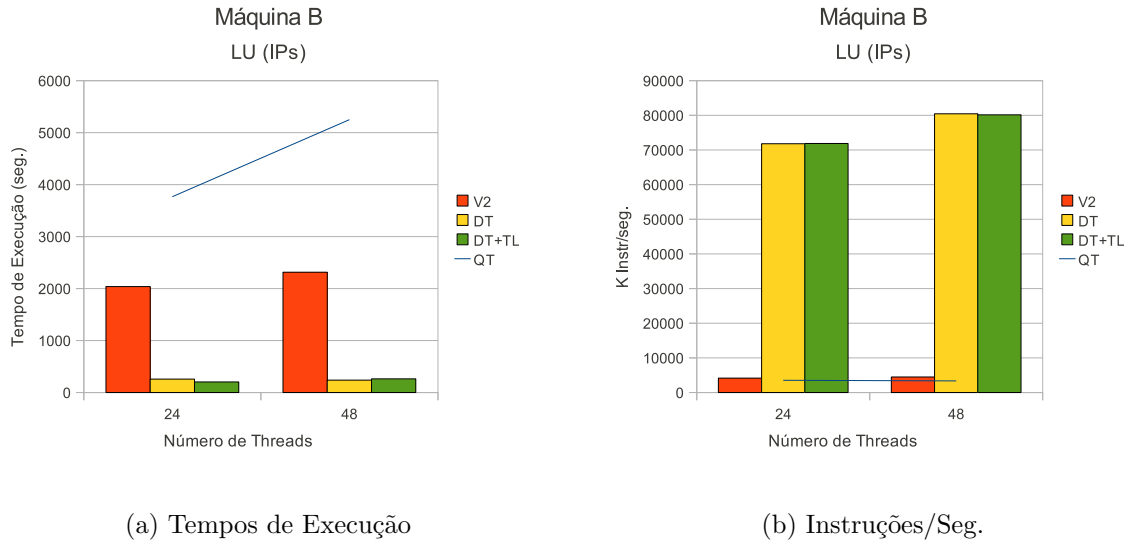 Máquina B
LU (IPs)
6000
5000
4000
3000
2000
1000
0
Tempo de Execução (seg.)
24
48
Número de Threads
V2
DT
DT+TL
QT
(a) Tempos de Execução
Máquina B
LU (IPs)
90000
80000
70000
60000
50000
40000
30000
20000
10000
0
K Instr/seg.
24
48
Número de Threads
V2
DT
DT+TL
QT
(b) Instruções/Seg.